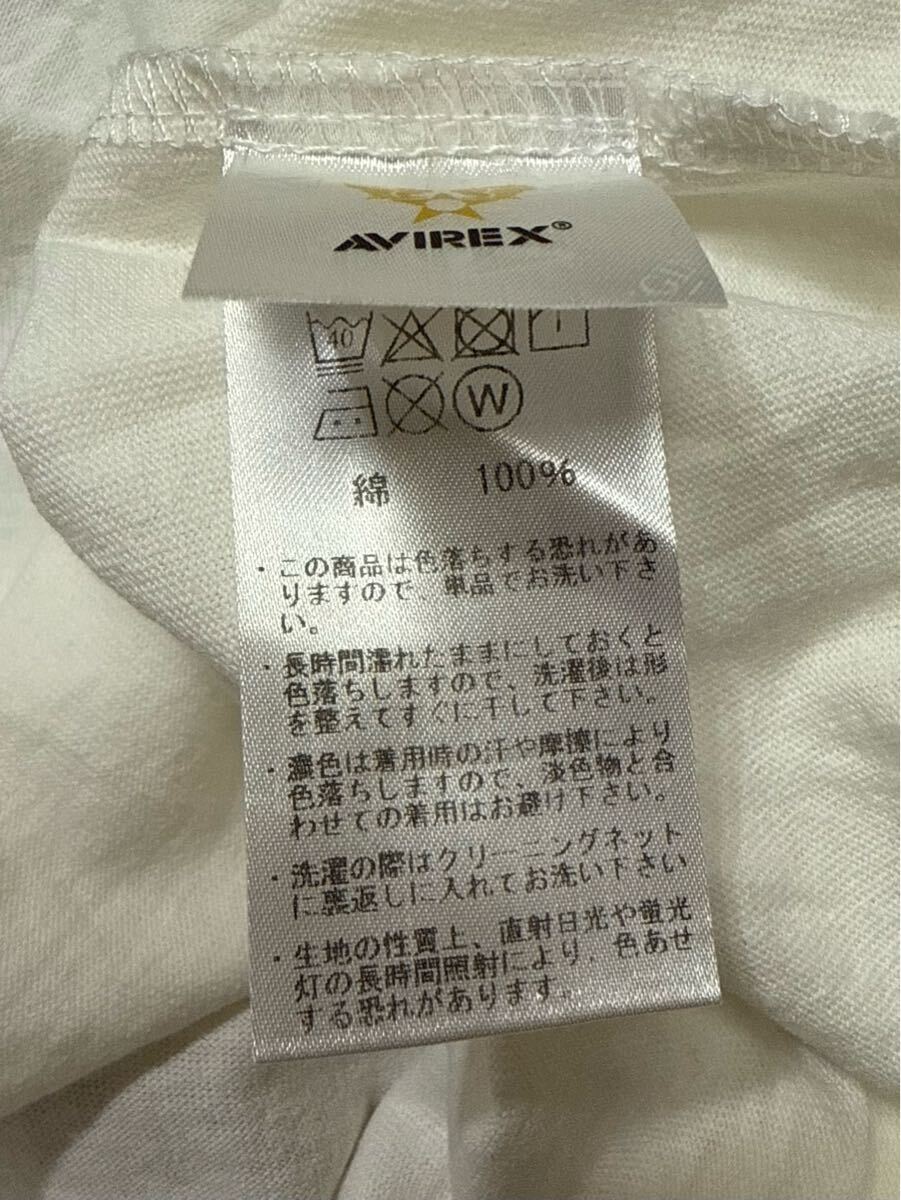 AVIREX®
40
W
綿 100%
・この商品は色落ちする恐れがあ
りますので、単品でお洗い下さ
い。
・長時間濡れたままにしておくと
色落ちしますので、洗濯後は形
を整えてすぐに干して下さい。
・濃色は着用時の汗や摩擦により
色落ちしますので、淡色物と合
わせての着用はお避け下さい。
・洗濯の際はクリーニングネット
に裏返しに入れてお洗い下さい
・生地の性質上、直射日光や蛍光
灯の長時間照射により、色あせ
する恐れがあります。